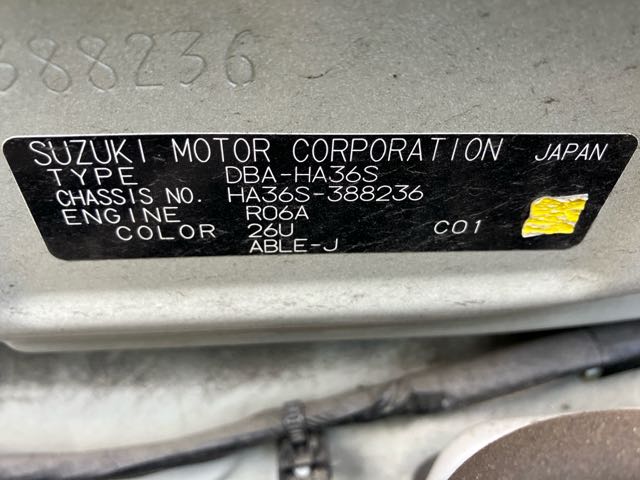 388236
SUZUKI MOTOR CORPORATION JAPAN
TYPE DBA-HA36S
CHASSIS NO. HA36S-388236
ENGINE R06A
COLOR 26U C01
ABLE-J